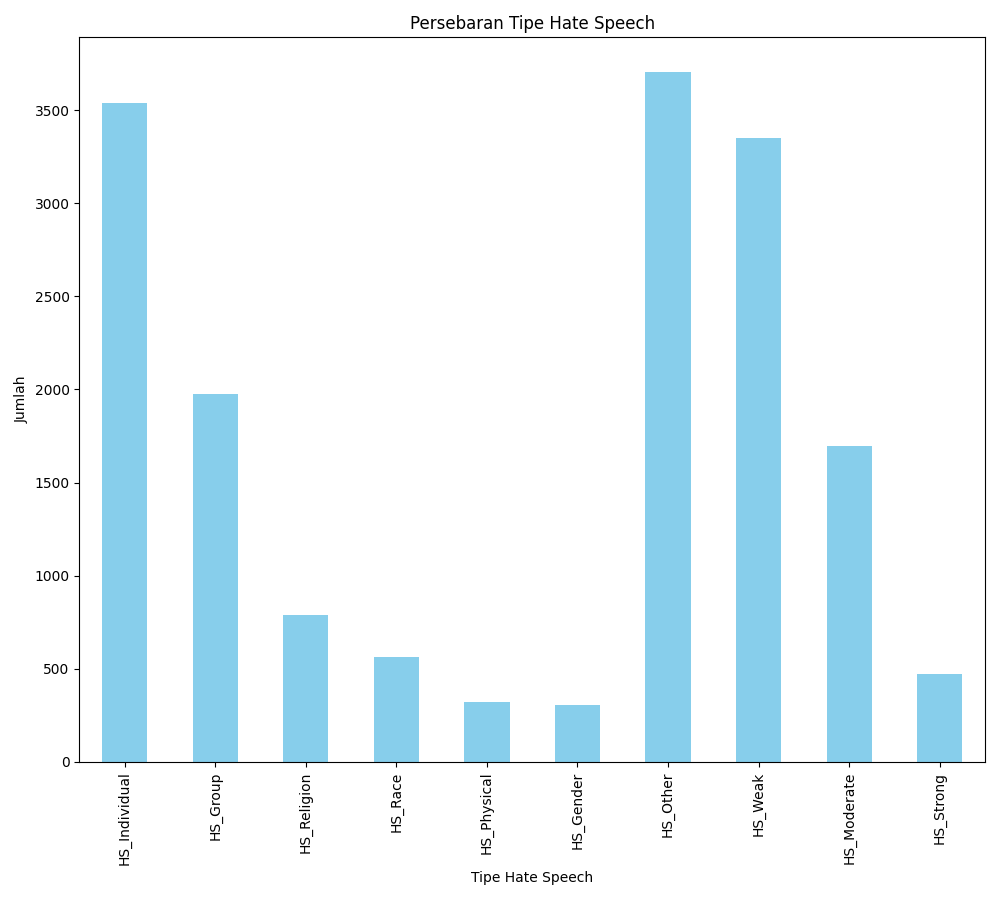 Persebaran Tipe Hate Speech
Jumlah
3500
3000
2500
2000
1500
1000
500
0
HS_Individual
HS_Group
HS_Religion
HS_Race
HS_Physical
HS_Gender
HS_Other
HS_Weak
HS_Moderate
HS_Strong
Tipe Hate Speech